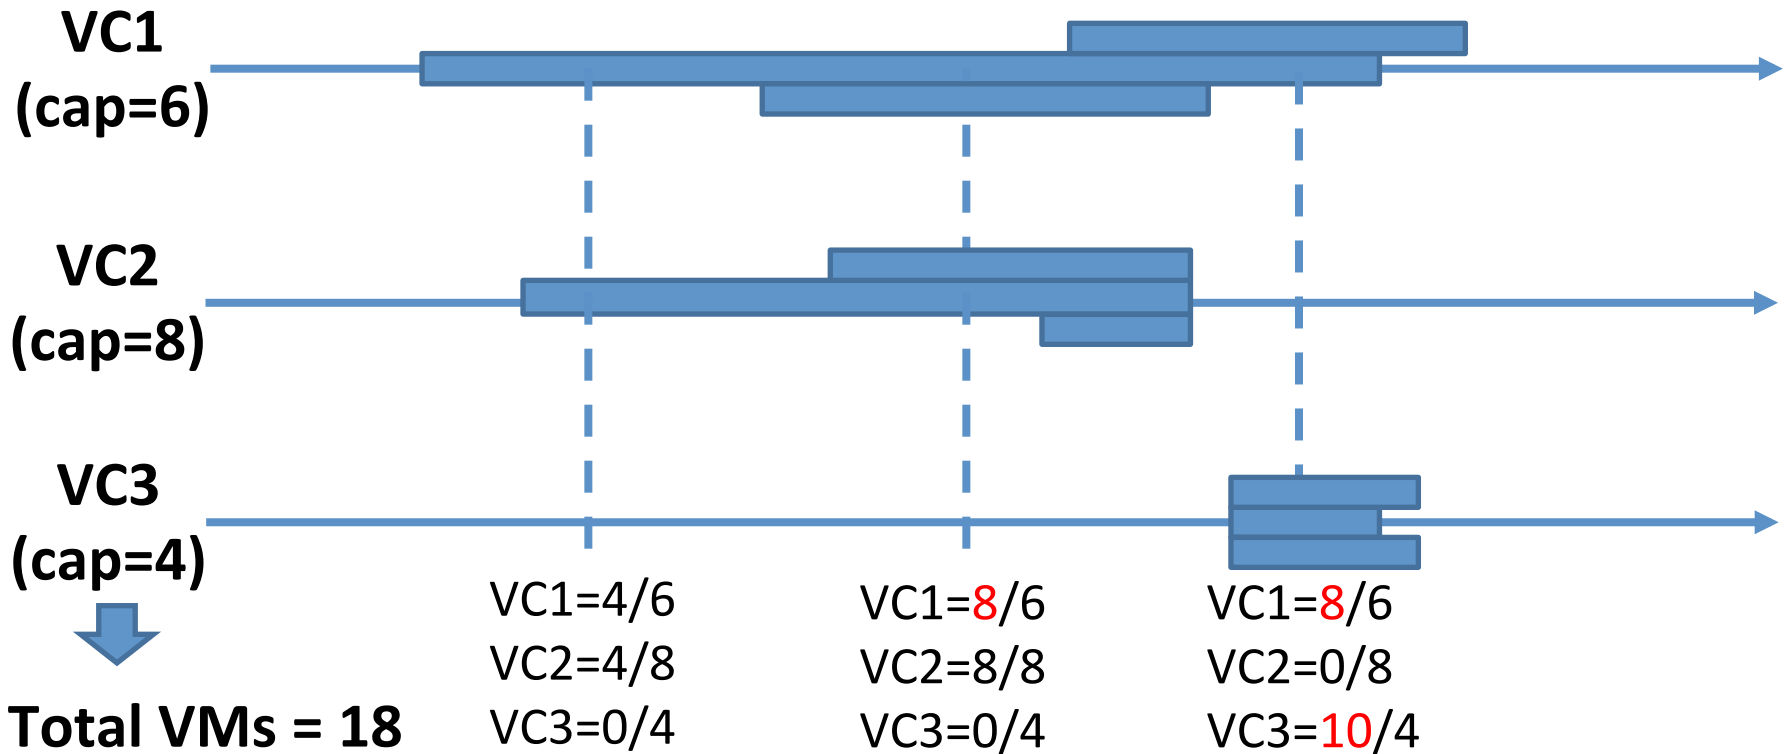 VC1
(cap=6)
VC2
(cap=8)
VC3
(cap=4)
Total VMs = 18
VC1=4/6
VC2=4/8
VC3=0/4
VC1=8/6
VC2=8/8
VC3=0/4
VC1=8/6
VC2=0/8
VC3=10/4